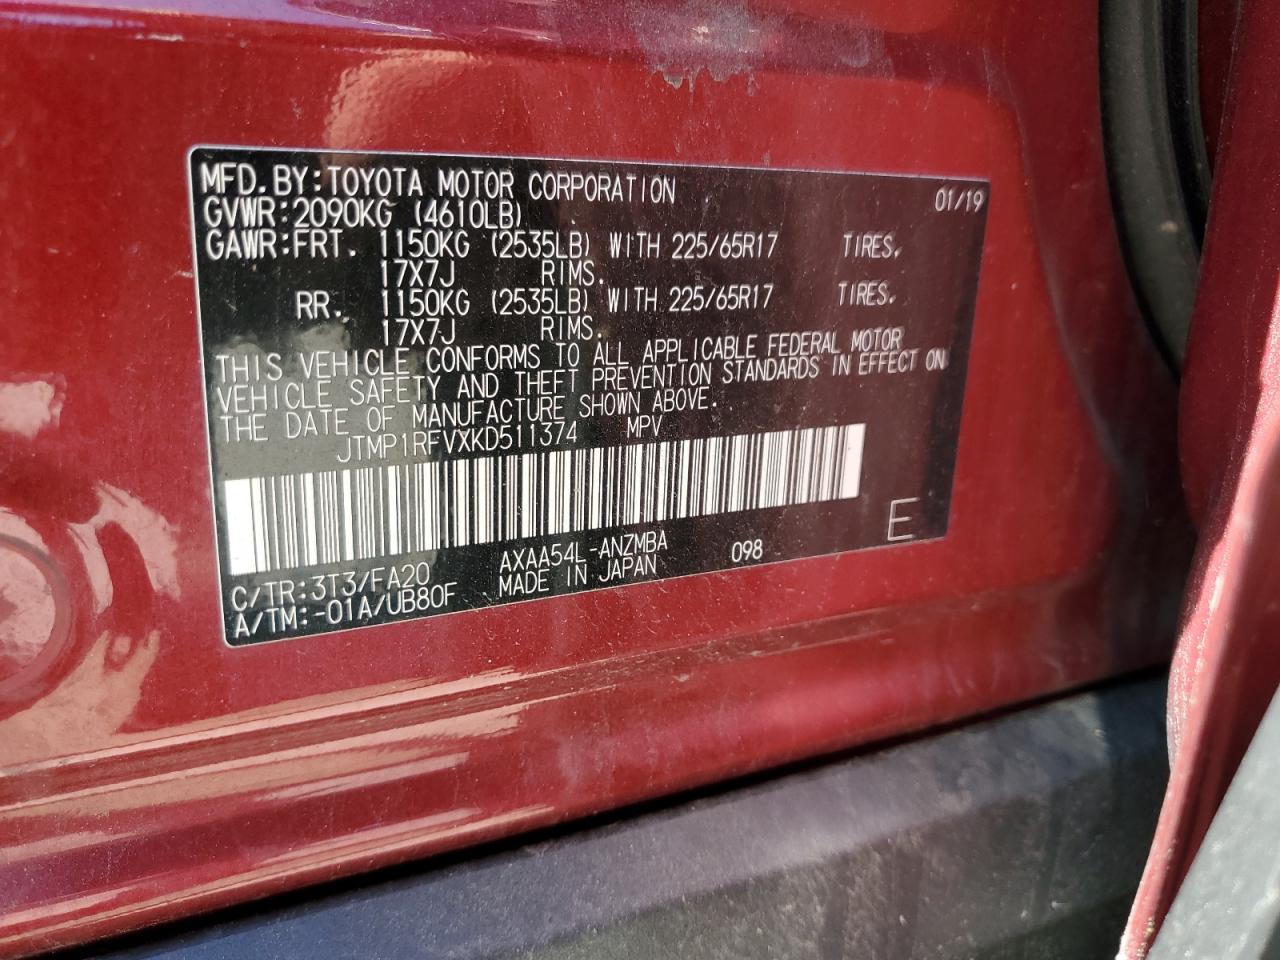 MFD.BY:TOYOTA MOTOR CORPORATION 01/19
GVWR:2090KG (4610LB)
GAWR:FRT. 1150KG (2535LB) WITH 225/65R17 TIRES.
17X7J RIMS.
RR. 1150KG (2535LB) WITH 225/65R17 TIRES.
17X7J RIMS.
THIS VEHICLE CONFORMS TO ALL APPLICABLE FEDERAL MOTOR
VEHICLE SAFETY AND THEFT PREVENTION STANDARDS IN EFFECT ON
THE DATE OF MANUFACTURE SHOWN ABOVE.
JTMP1RFVXKD511374 MPV
E
C/TR:3T3/FA20 AXAA54L-ANZMBA 098
A/TM:-01A/UB80F MADE IN JAPAN